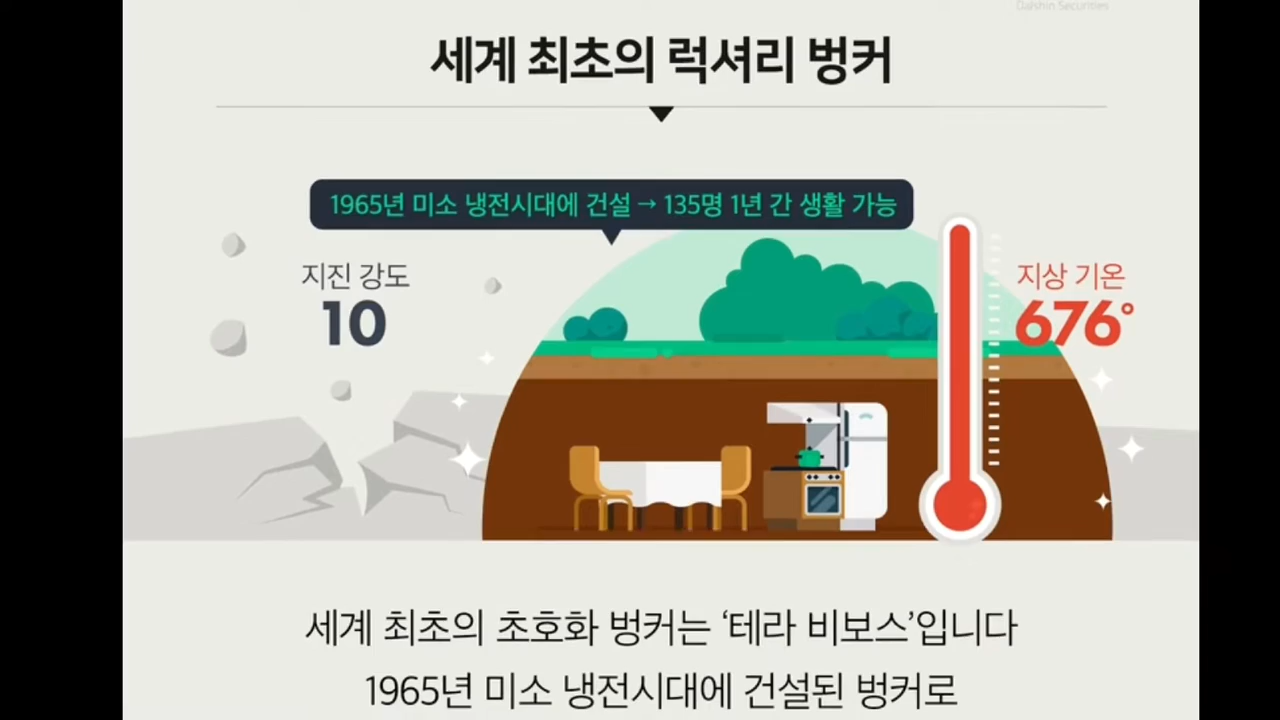 Daishin Securities
세계 최초의 럭셔리 벙커
1965년 미소 냉전시대에 건설 → 135명 1년 간 생활 가능
지진 강도
10
지상 기온
676°
세계 최초의 초호화 벙커는 ‘테라 비보스’입니다
1965년 미소 냉전시대에 건설된 벙커로